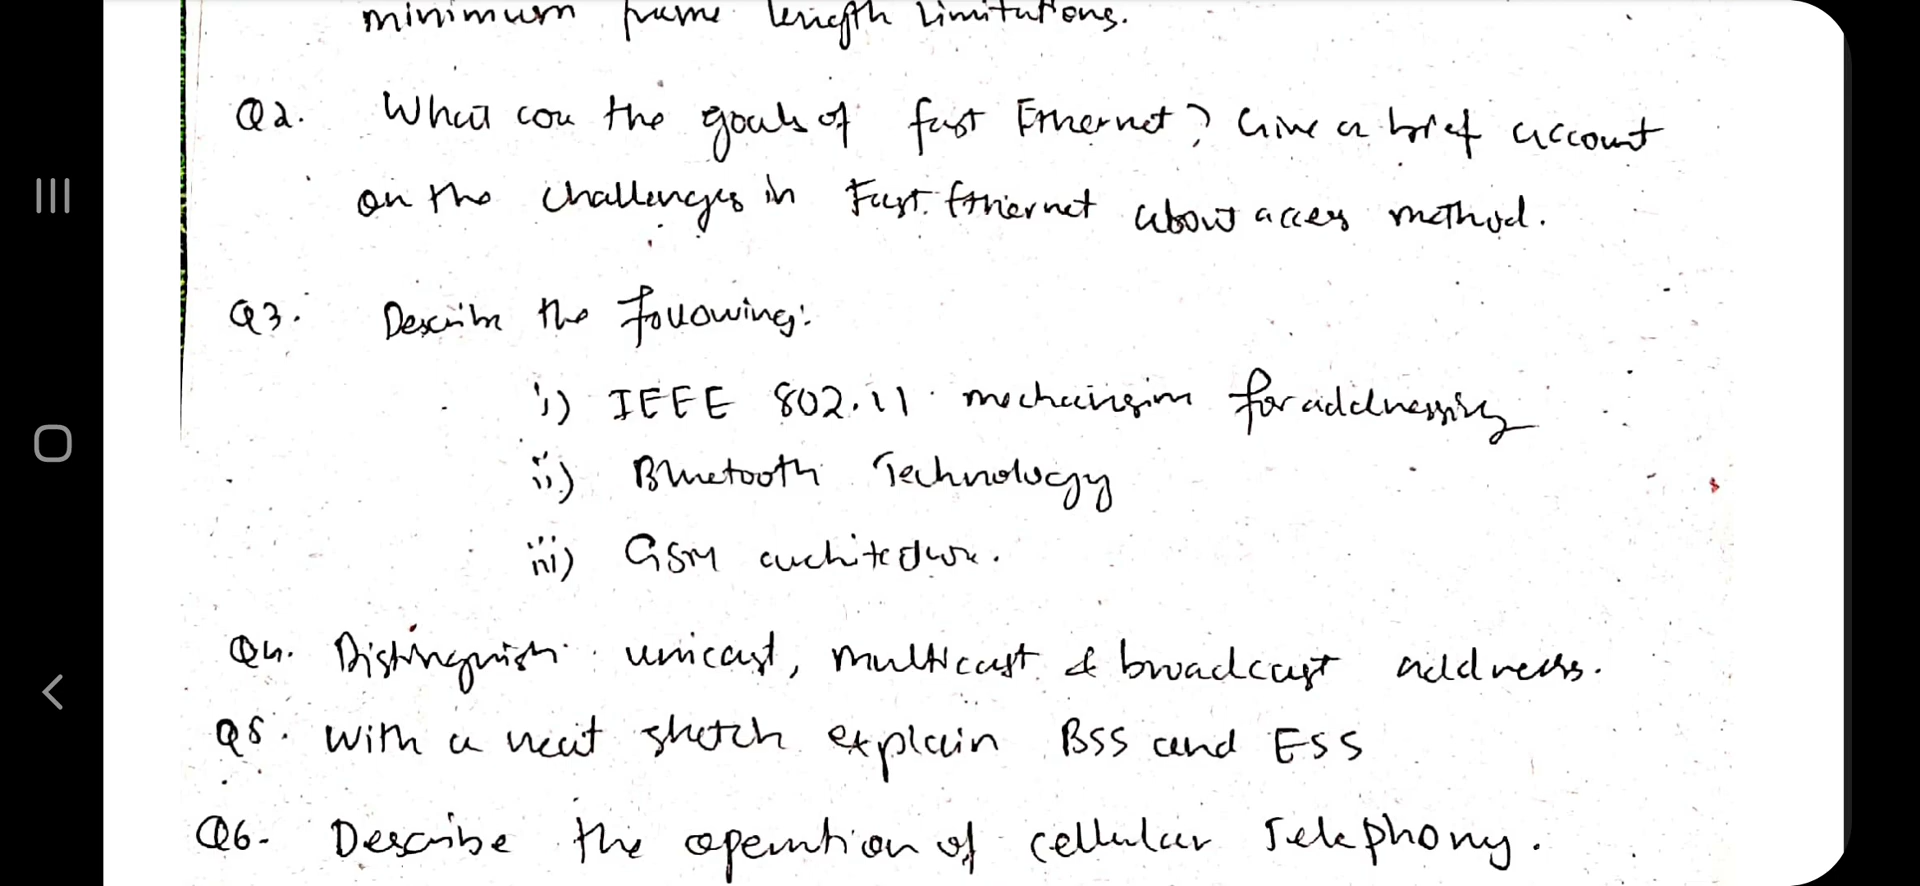 minimum frame length Limitations.
Q2. What are the goals of fast Ethernet? Give a brief account
on the challenges in Fast Ethernet about access method.
Q3. Describe the following:
i) IEEE 802.11 mechanism for addressing
ii) Bluetooth Technology
iii) GSM architecture.
Q4. Distinguish unicast, multicast & broadcast address.
Q5. With a neat sketch explain BSS and ESS
Q6. Describe the operation of cellular Telephony.